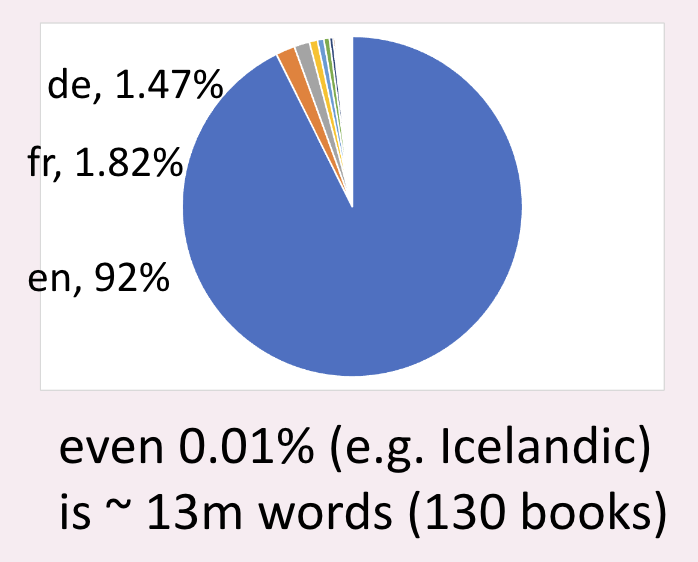 de, 1.47%
fr, 1.82%
en, 92%
even 0.01% (e.g. Icelandic)
is ~ 13m words (130 books)